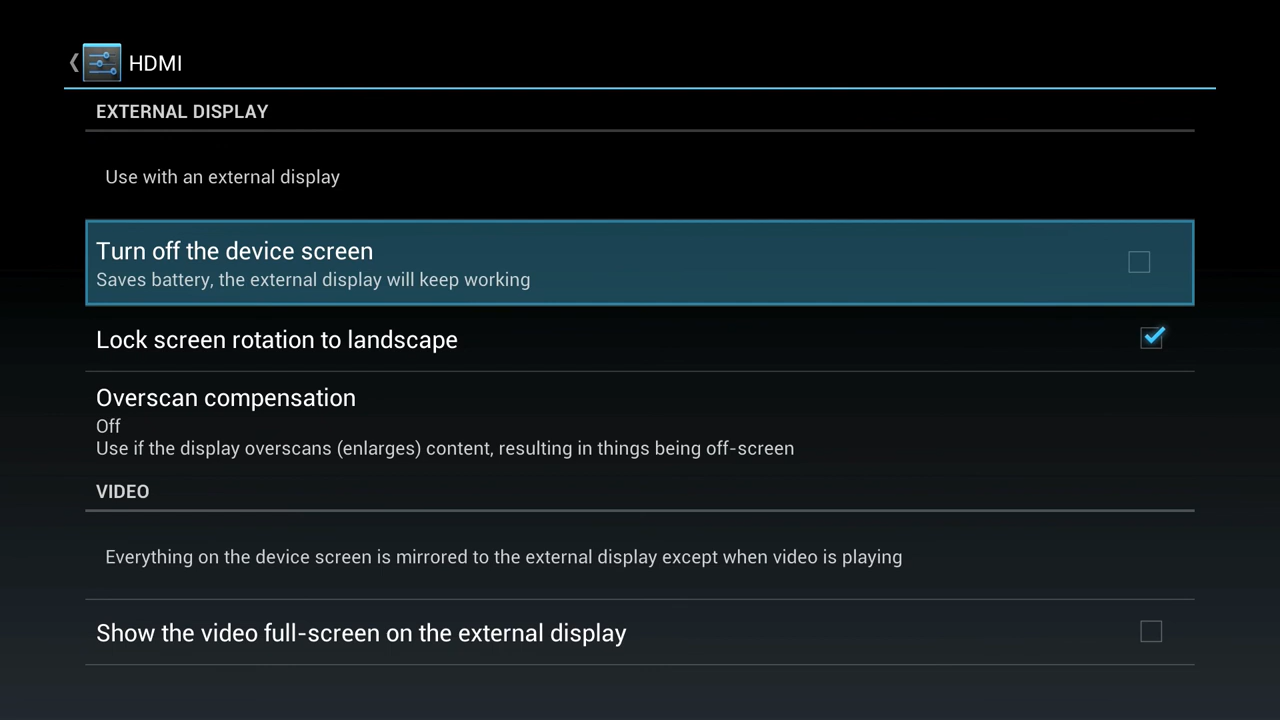 HDMI
EXTERNAL DISPLAY
Use with an external display
Turn off the device screen
Saves battery, the external display will keep working
Lock screen rotation to landscape
Overscan compensation
Off
Use if the display overscans (enlarges) content, resulting in things being off-screen
VIDEO
Everything on the device screen is mirrored to the external display except when video is playing
Show the video full-screen on the external display